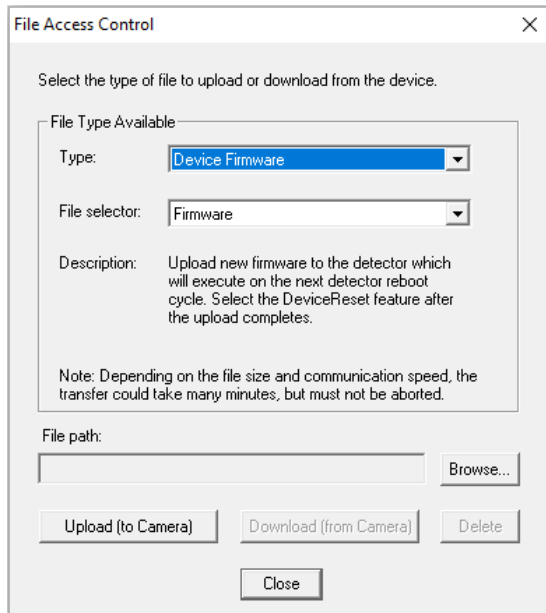 File Access Control
Select the type of file to upload or download from the device.
File Type Available
Type:
Device Firmware
File selector:
Firmware
Description:
Upload new firmware to the detector which
will execute on the next detector reboot
cycle. Select the DeviceReset feature after
the upload completes.
Note: Depending on the file size and communication speed, the
transfer could take many minutes, but must not be aborted.
File path:
Browse...
Upload (to Camera)
Download (from Camera)
Delete
Close